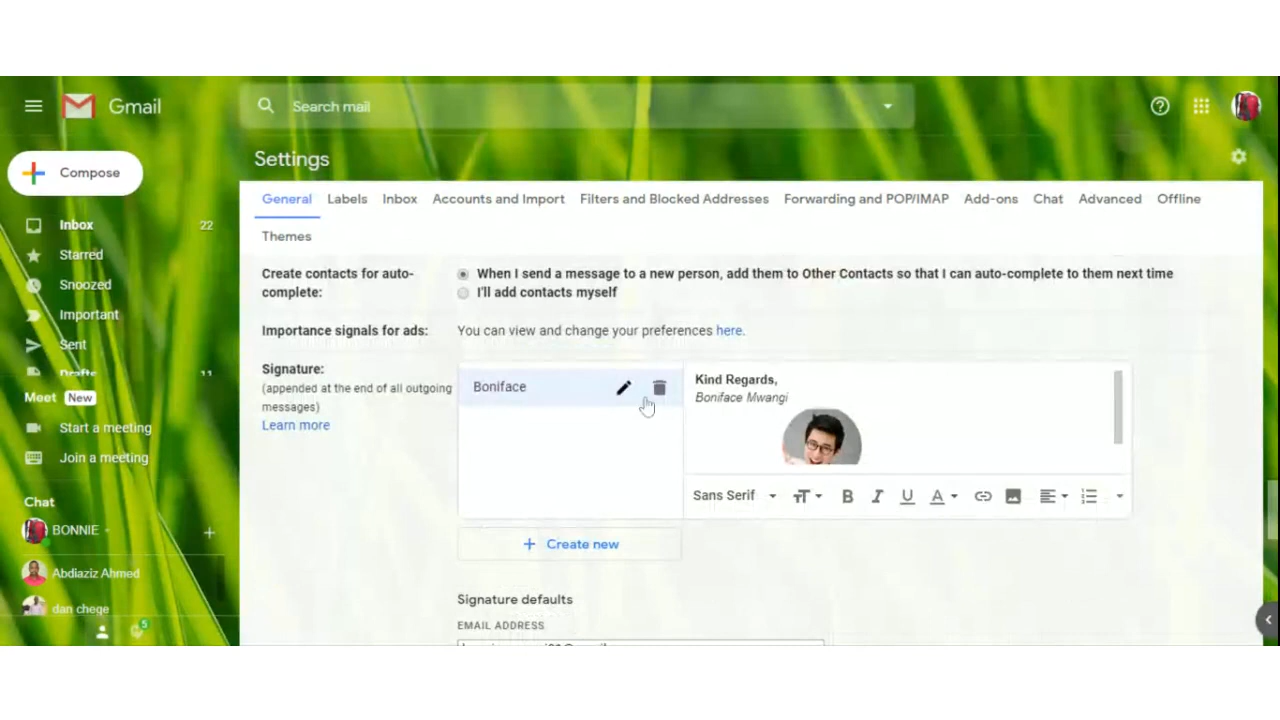 Gmail
Search mail
Compose
Settings
General Labels Inbox Accounts and Import Filters and Blocked Addresses Forwarding and POP/IMAP Add-ons Chat Advanced Offline
Themes
Inbox 22
Starred
Snoozed
Important
Sent
Drafts 11
Meet New
Start a meeting
Join a meeting
Chat
BONNIE
Abdiaziz Ahmed
dan chege
5
Create contacts for auto-
complete:
When I send a message to a new person, add them to Other Contacts so that I can auto-complete to them next time
I'll add contacts myself
Importance signals for ads: You can view and change your preferences here.
Signature:
(appended at the end of all outgoing
messages)
Learn more
Boniface
Kind Regards,
Boniface Mwangi
Sans Serif
Create new
Signature defaults
EMAIL ADDRESS